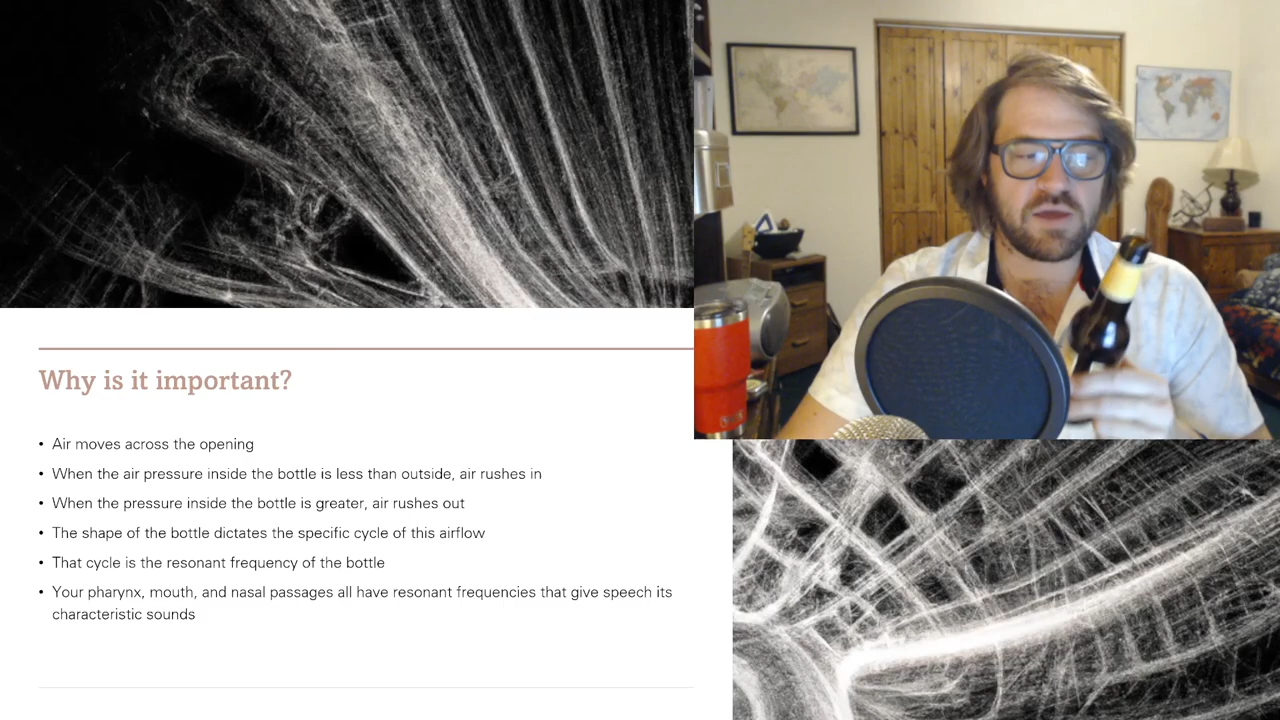 Why is it important?
• Air moves across the opening
• When the air pressure inside the bottle is less than outside, air rushes in
• When the pressure inside the bottle is greater, air rushes out
• The shape of the bottle dictates the specific cycle of this airflow
• That cycle is the resonant frequency of the bottle
• Your pharynx, mouth, and nasal passages all have resonant frequencies that give speech its
characteristic sounds